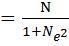 = N / (1+Ne²)